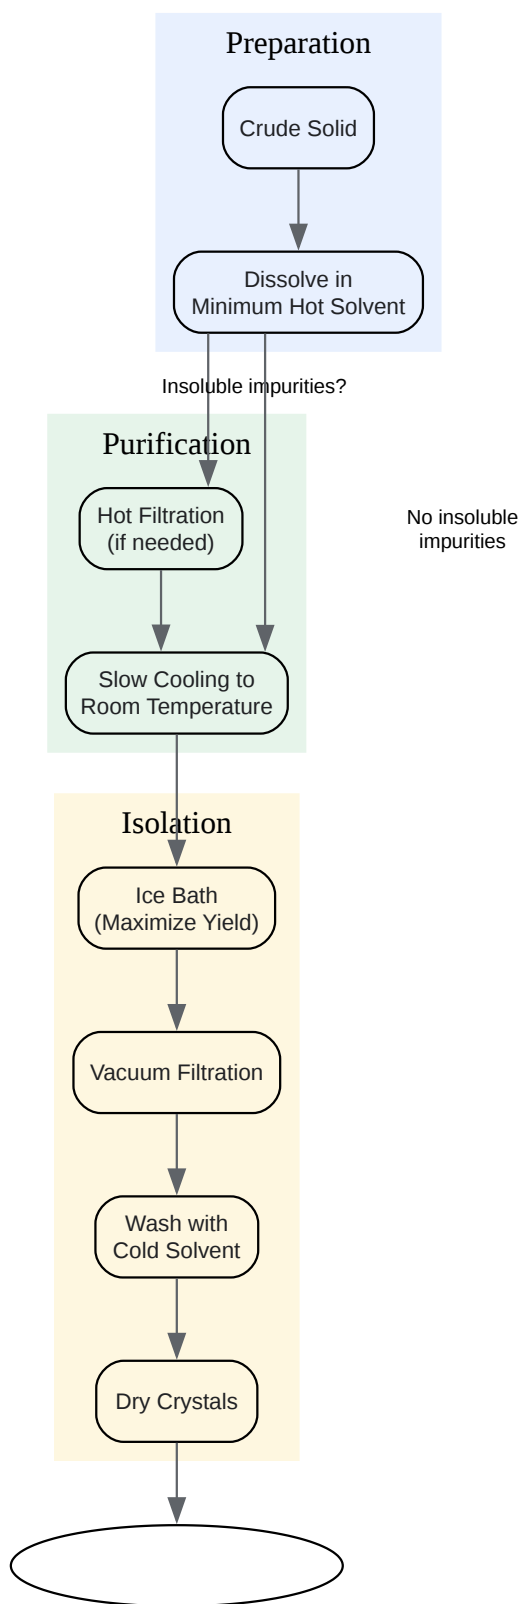 Preparation
Crude Solid
Dissolve in
Minimum Hot Solvent
Insoluble impurities?
Purification
Hot Filtration
(if needed)
No insoluble
impurities
Slow Cooling to
Room Temperature
Isolation
Ice Bath
(Maximize Yield)
Vacuum Filtration
Wash with
Cold Solvent
Dry Crystals